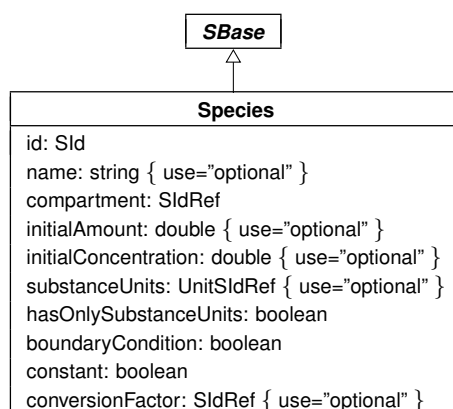 SBase
Species
id: SId
name: string { use="optional" }
compartment: SIdRef
initialAmount: double { use="optional" }
initialConcentration: double { use="optional" }
substanceUnits: UnitSIdRef { use="optional" }
hasOnlySubstanceUnits: boolean
boundaryCondition: boolean
constant: boolean
conversionFactor: SIdRef { use="optional" }